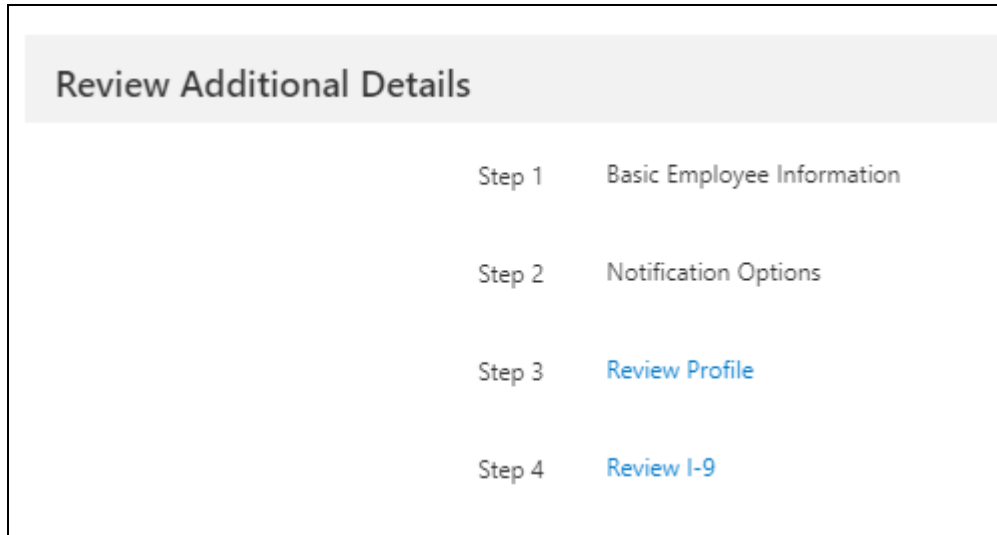 Review Additional Details
Step 1 Basic Employee Information
Step 2 Notification Options
Step 3 Review Profile
Step 4 Review I-9